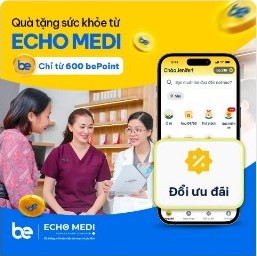 Quà tặng sức khỏe từ
ECHO MEDI
be Chỉ từ 600 bePoint
Chào Jenifer!
Đổi ưu đãi
be ECHO MEDI